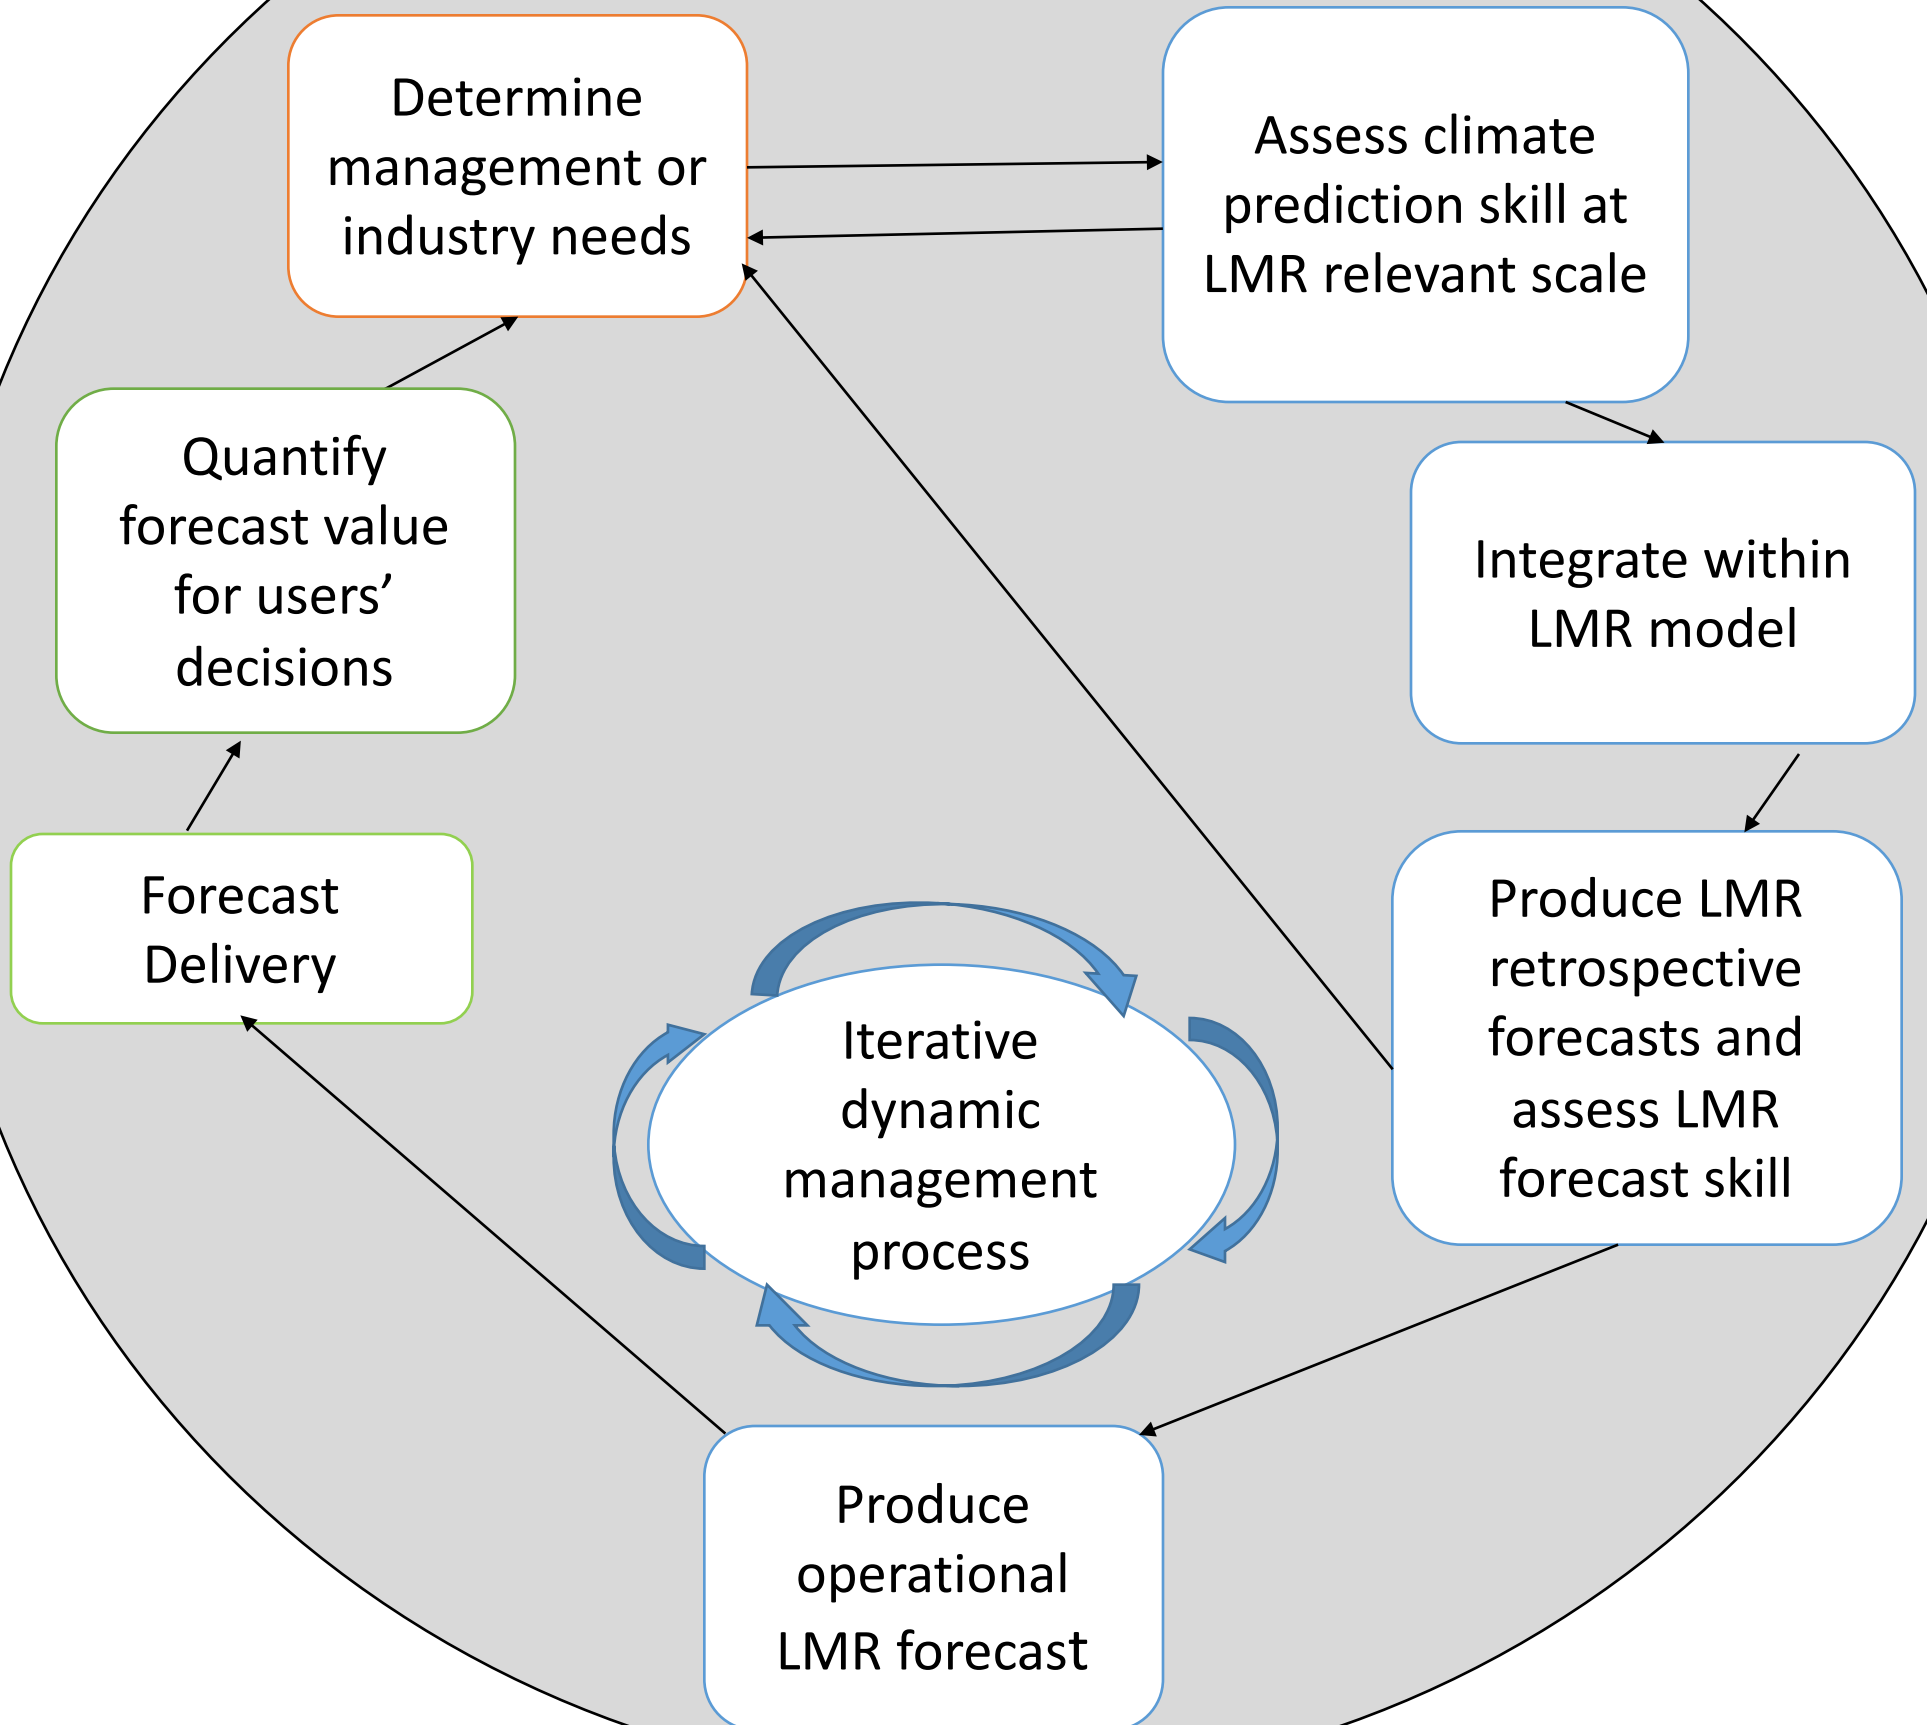 Determine
management or
industry needs
Assess climate
prediction skill at
LMR relevant scale
Integrate within
LMR model
Produce LMR
retrospective
forecasts and
assess LMR
forecast skill
Produce
operational
LMR forecast
Forecast
Delivery
Quantify
forecast value
for users’
decisions
Iterative
dynamic
management
process